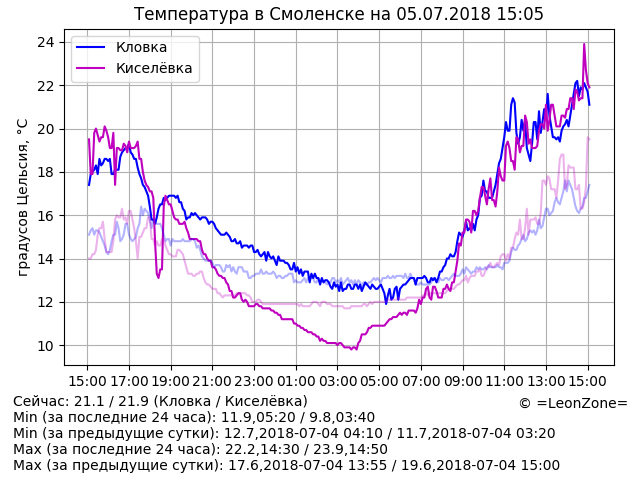 Температура в Смоленске на 05.07.2018 15:05
Кловка
Киселёвка
градусов Цельсия, °C
24
22
20
18
16
14
12
10
15:00 17:00 19:00 21:00 23:00 01:00 03:00 05:00 07:00 09:00 11:00 13:00 15:00
Сейчас: 21.1 / 21.9 (Кловка / Киселёвка)
© =LeonZone=
Min (за последние 24 часа): 11.9,05:20 / 9.8,03:40
Min (за предыдущие сутки): 12.7,2018-07-04 04:10 / 11.7,2018-07-04 03:20
Max (за последние 24 часа): 22.2,14:30 / 23.9,14:50
Max (за предыдущие сутки): 17.6,2018-07-04 13:55 / 19.6,2018-07-04 15:00